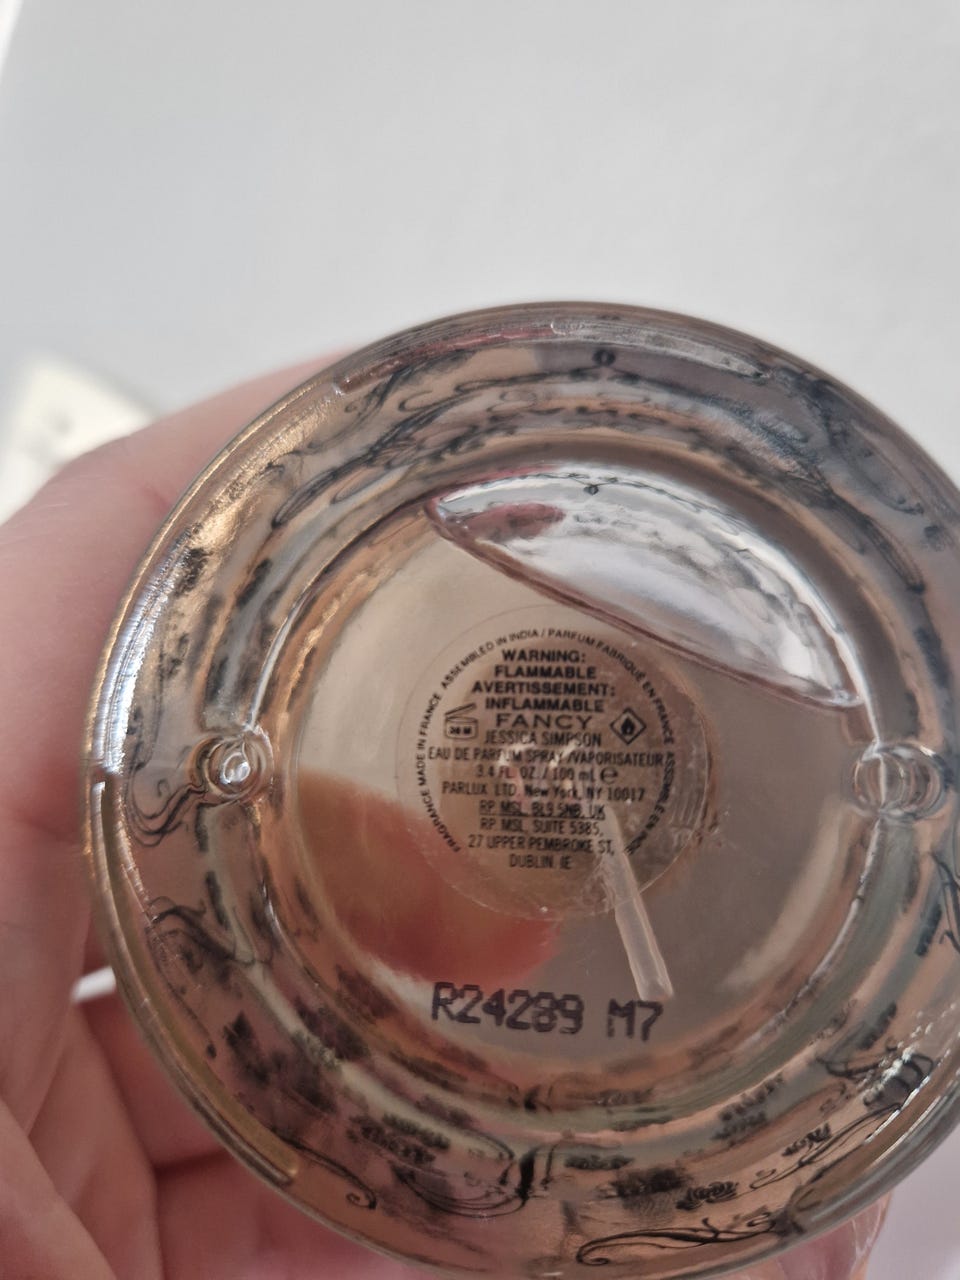 FRAGRANCE MADE IN FRANCE. ASSEMBLED IN INDIA / PARFUM FABRIQUÉ EN FRANCE ASSEMBLÉ EN
WARNING:
FLAMMABLE
AVERTISSEMENT:
INFLAMMABLE
FANCY
JESSICA SIMPSON
EAU DE PARFUM SPRAY /VAPORISATEUR
3.4 FL. OZ. / 100 mL ℮
PARLUX LTD. New York, NY 10017
RP. MSL, BL9 5NB, UK
RP. MSL, SUITE 5385,
27 UPPER PEMBROKE ST,
DUBLIN IE
R24289 M7